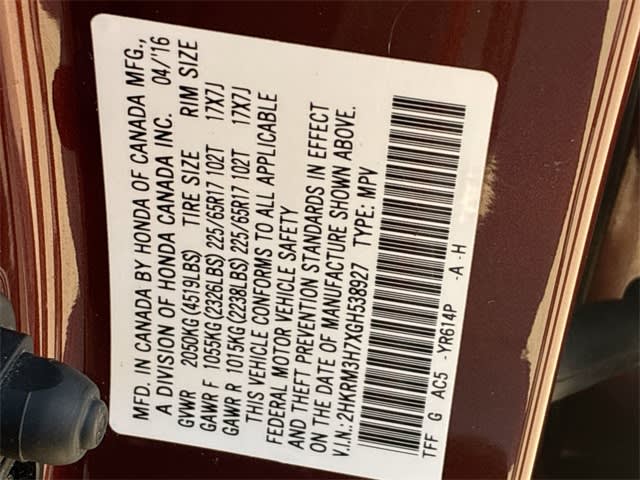 MFD. IN CANADA BY HONDA OF CANADA MFG.,
A DIVISION OF HONDA CANADA INC. 04/'16
GVWR 2050KG(4519LBS) TIRE SIZE RIM SIZE
GAWR F 1055KG(2326LBS) 225/65R17 102T 17X7J
GAWR R 1015KG(2238LBS) 225/65R17 102T 17X7J
THIS VEHICLE CONFORMS TO ALL APPLICABLE
FEDERAL MOTOR VEHICLE SAFETY
AND THEFT PREVENTION STANDARDS IN EFFECT
ON THE DATE OF MANUFACTURE SHOWN ABOVE.
V.I.N.: 2HKRM3H7XGH538927 TYPE: MPV
TFF G AC5 -YR614P -A -H